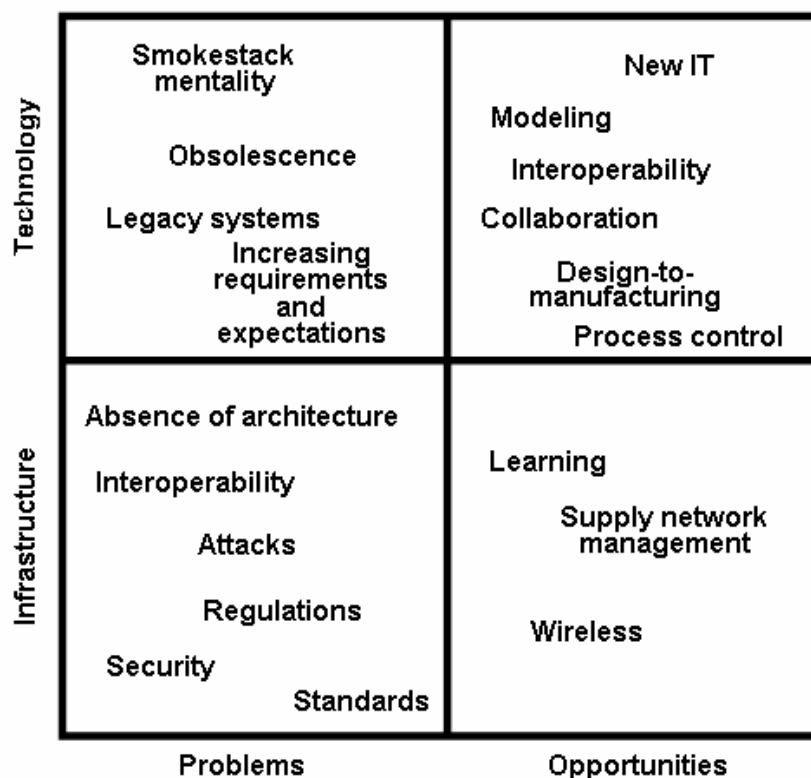 Technology
Smokestack
mentality
Obsolescence
Legacy systems
Increasing
requirements
and
expectations
New IT
Modeling
Interoperability
Collaboration
Design-to-
manufacturing
Process control
Infrastructure
Absence of architecture
Interoperability
Attacks
Regulations
Security
Standards
Learning
Supply network
management
Wireless
Problems
Opportunities